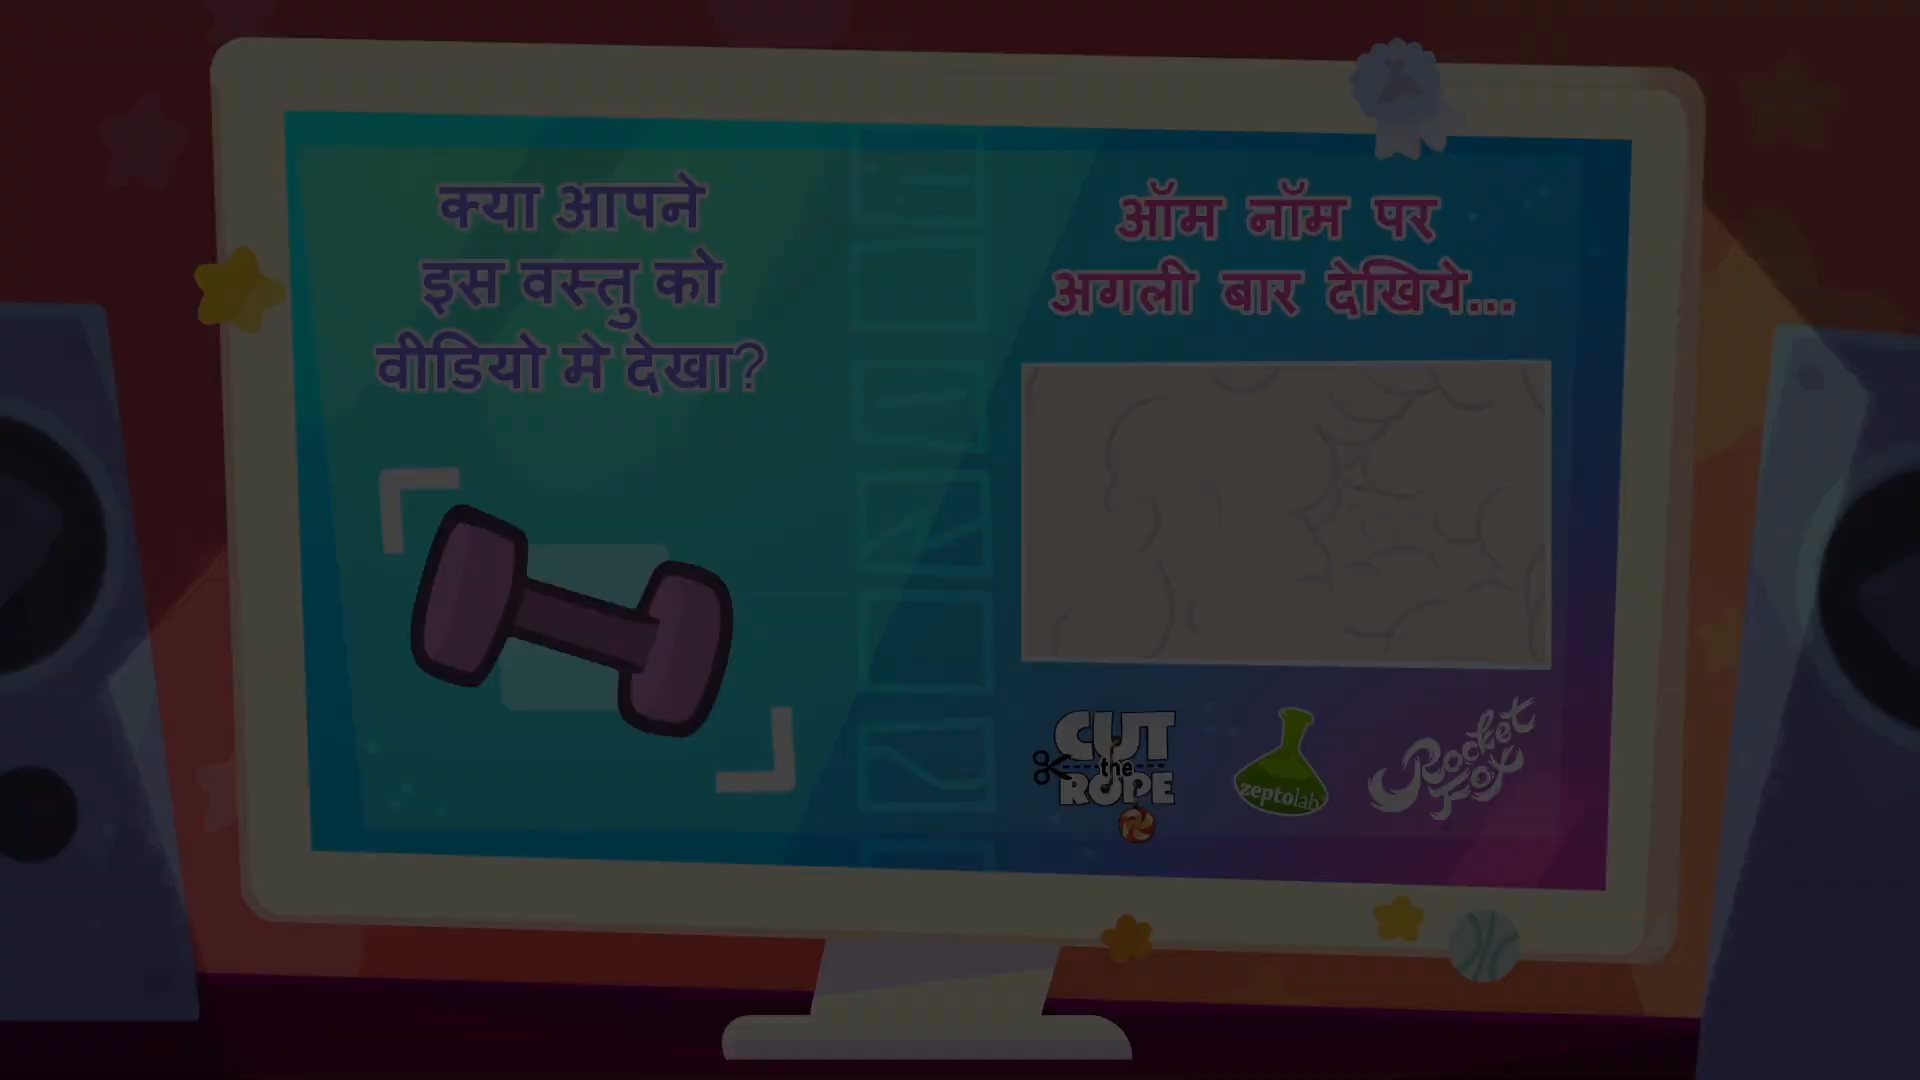 क्या आपने
इस वस्तु को
वीडियो मे देखा?
ऑम नॉम पर
अगली बार देखिये...
CUT
the
ROPE
zeptolab
Rocket
Fox